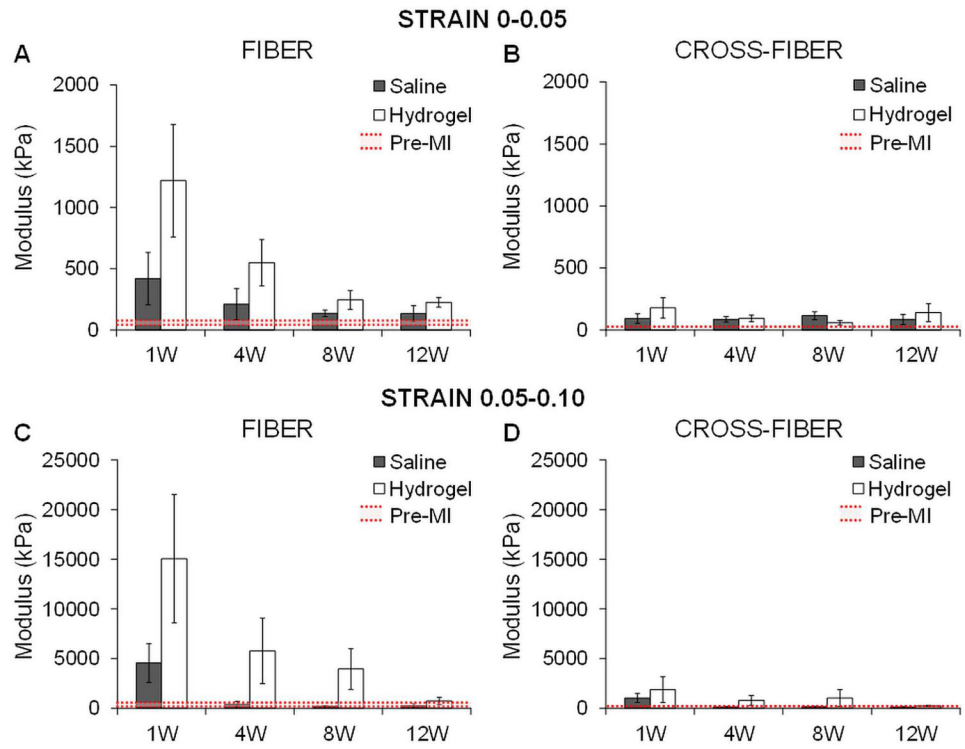 STRAIN 0-0.05
A
FIBER
Saline
Hydrogel
Pre-MI
Modulus (kPa)
2000
1500
1000
500
0
1W 4W 8W 12W
B
CROSS-FIBER
Saline
Hydrogel
Pre-MI
Modulus (kPa)
2000
1500
1000
500
0
1W 4W 8W 12W
STRAIN 0.05-0.10
C
FIBER
Saline
Hydrogel
Pre-MI
Modulus (kPa)
25000
20000
15000
10000
5000
0
1W 4W 8W 12W
D
CROSS-FIBER
Saline
Hydrogel
Pre-MI
Modulus (kPa)
25000
20000
15000
10000
5000
0
1W 4W 8W 12W